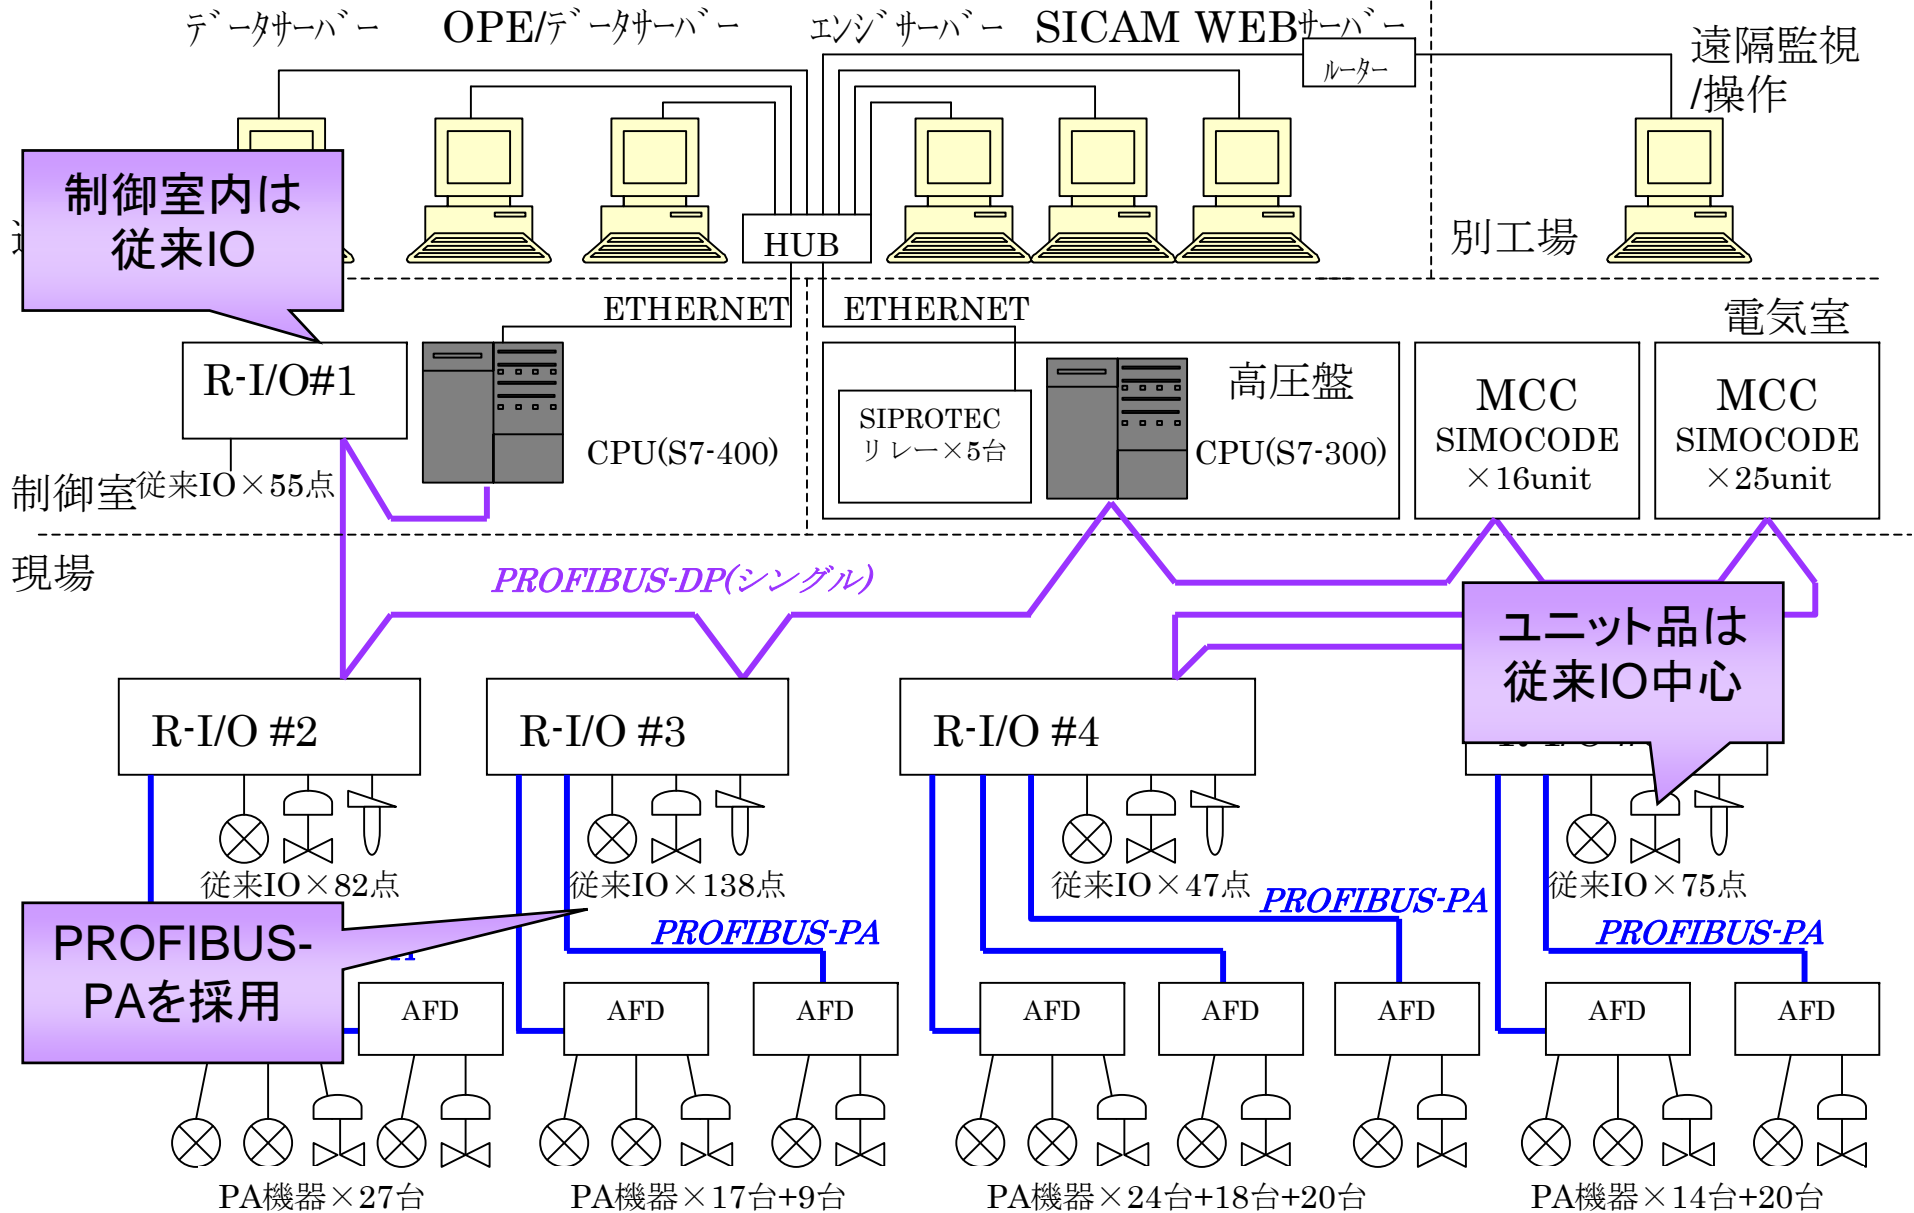 データサーバー
OPE/データサーバー
エンジサーバー
SICAM WEBサーバー
ルーター
遠隔監視
/操作
制御室内は
従来IO
HUB
別工場
ETHERNET
ETHERNET
電気室
R-I/O#1
従来IO×55点
制御室
CPU(S7-400)
SIPROTEC
リレー×5台
高圧盤
CPU(S7-300)
MCC
SIMOCODE
×16unit
MCC
SIMOCODE
×25unit
現場
PROFIBUS-DP(シングル)
ユニット品は
従来IO中心
R-I/O #2
R-I/O #3
R-I/O #4
従来IO×82点
従来IO×138点
従来IO×47点
従来IO×75点
PROFIBUS-
PAを採用
PROFIBUS-PA
PROFIBUS-PA
PROFIBUS-PA
AFD
AFD
AFD
AFD
AFD
AFD
AFD
AFD
PA機器×27台
PA機器×17台+9台
PA機器×24台+18台+20台
PA機器×14台+20台